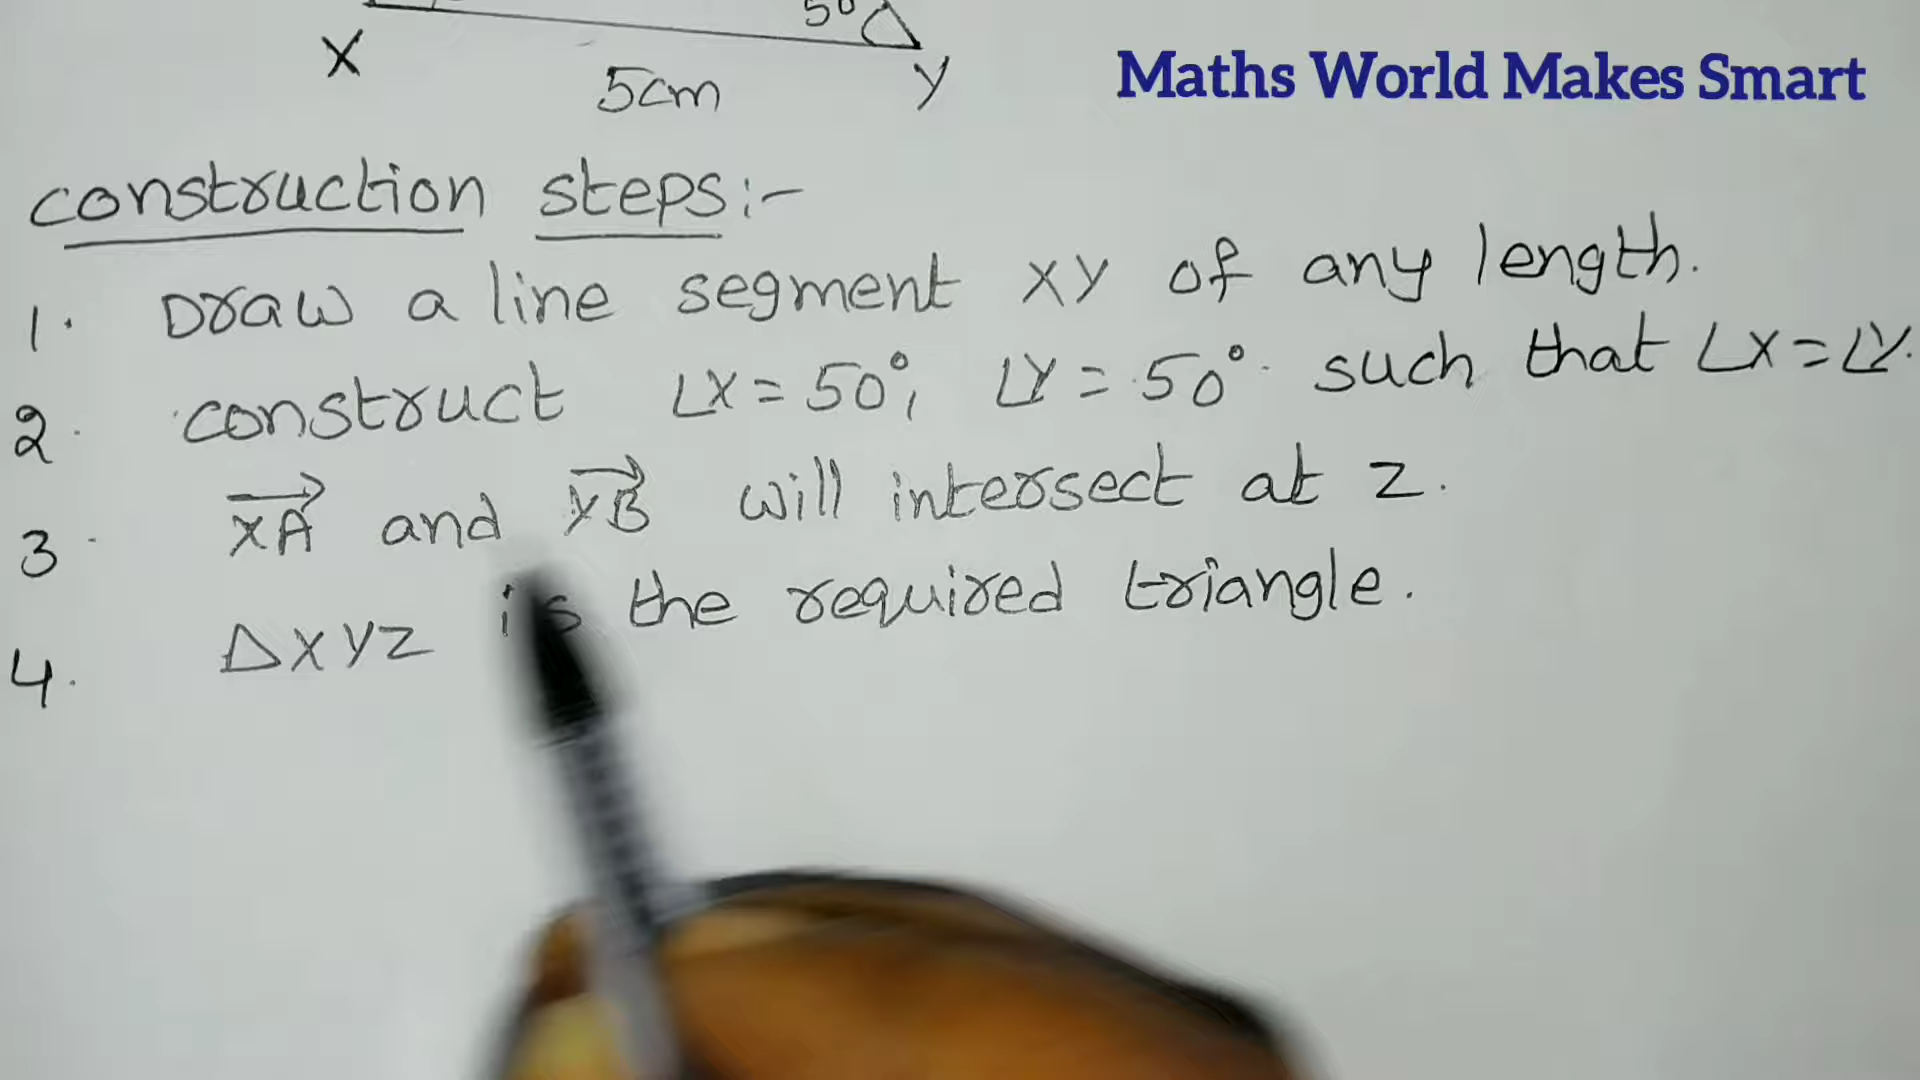 50
X
5cm
Y
Maths World Makes Smart
construction steps:-
1. Draw a line segment XY of any length.
2. construct ∠X = 50°, ∠Y = 50° such that ∠X = ∠Y.
3. →XA and →YB will intersect at Z.
4. ΔXYZ is the required triangle.